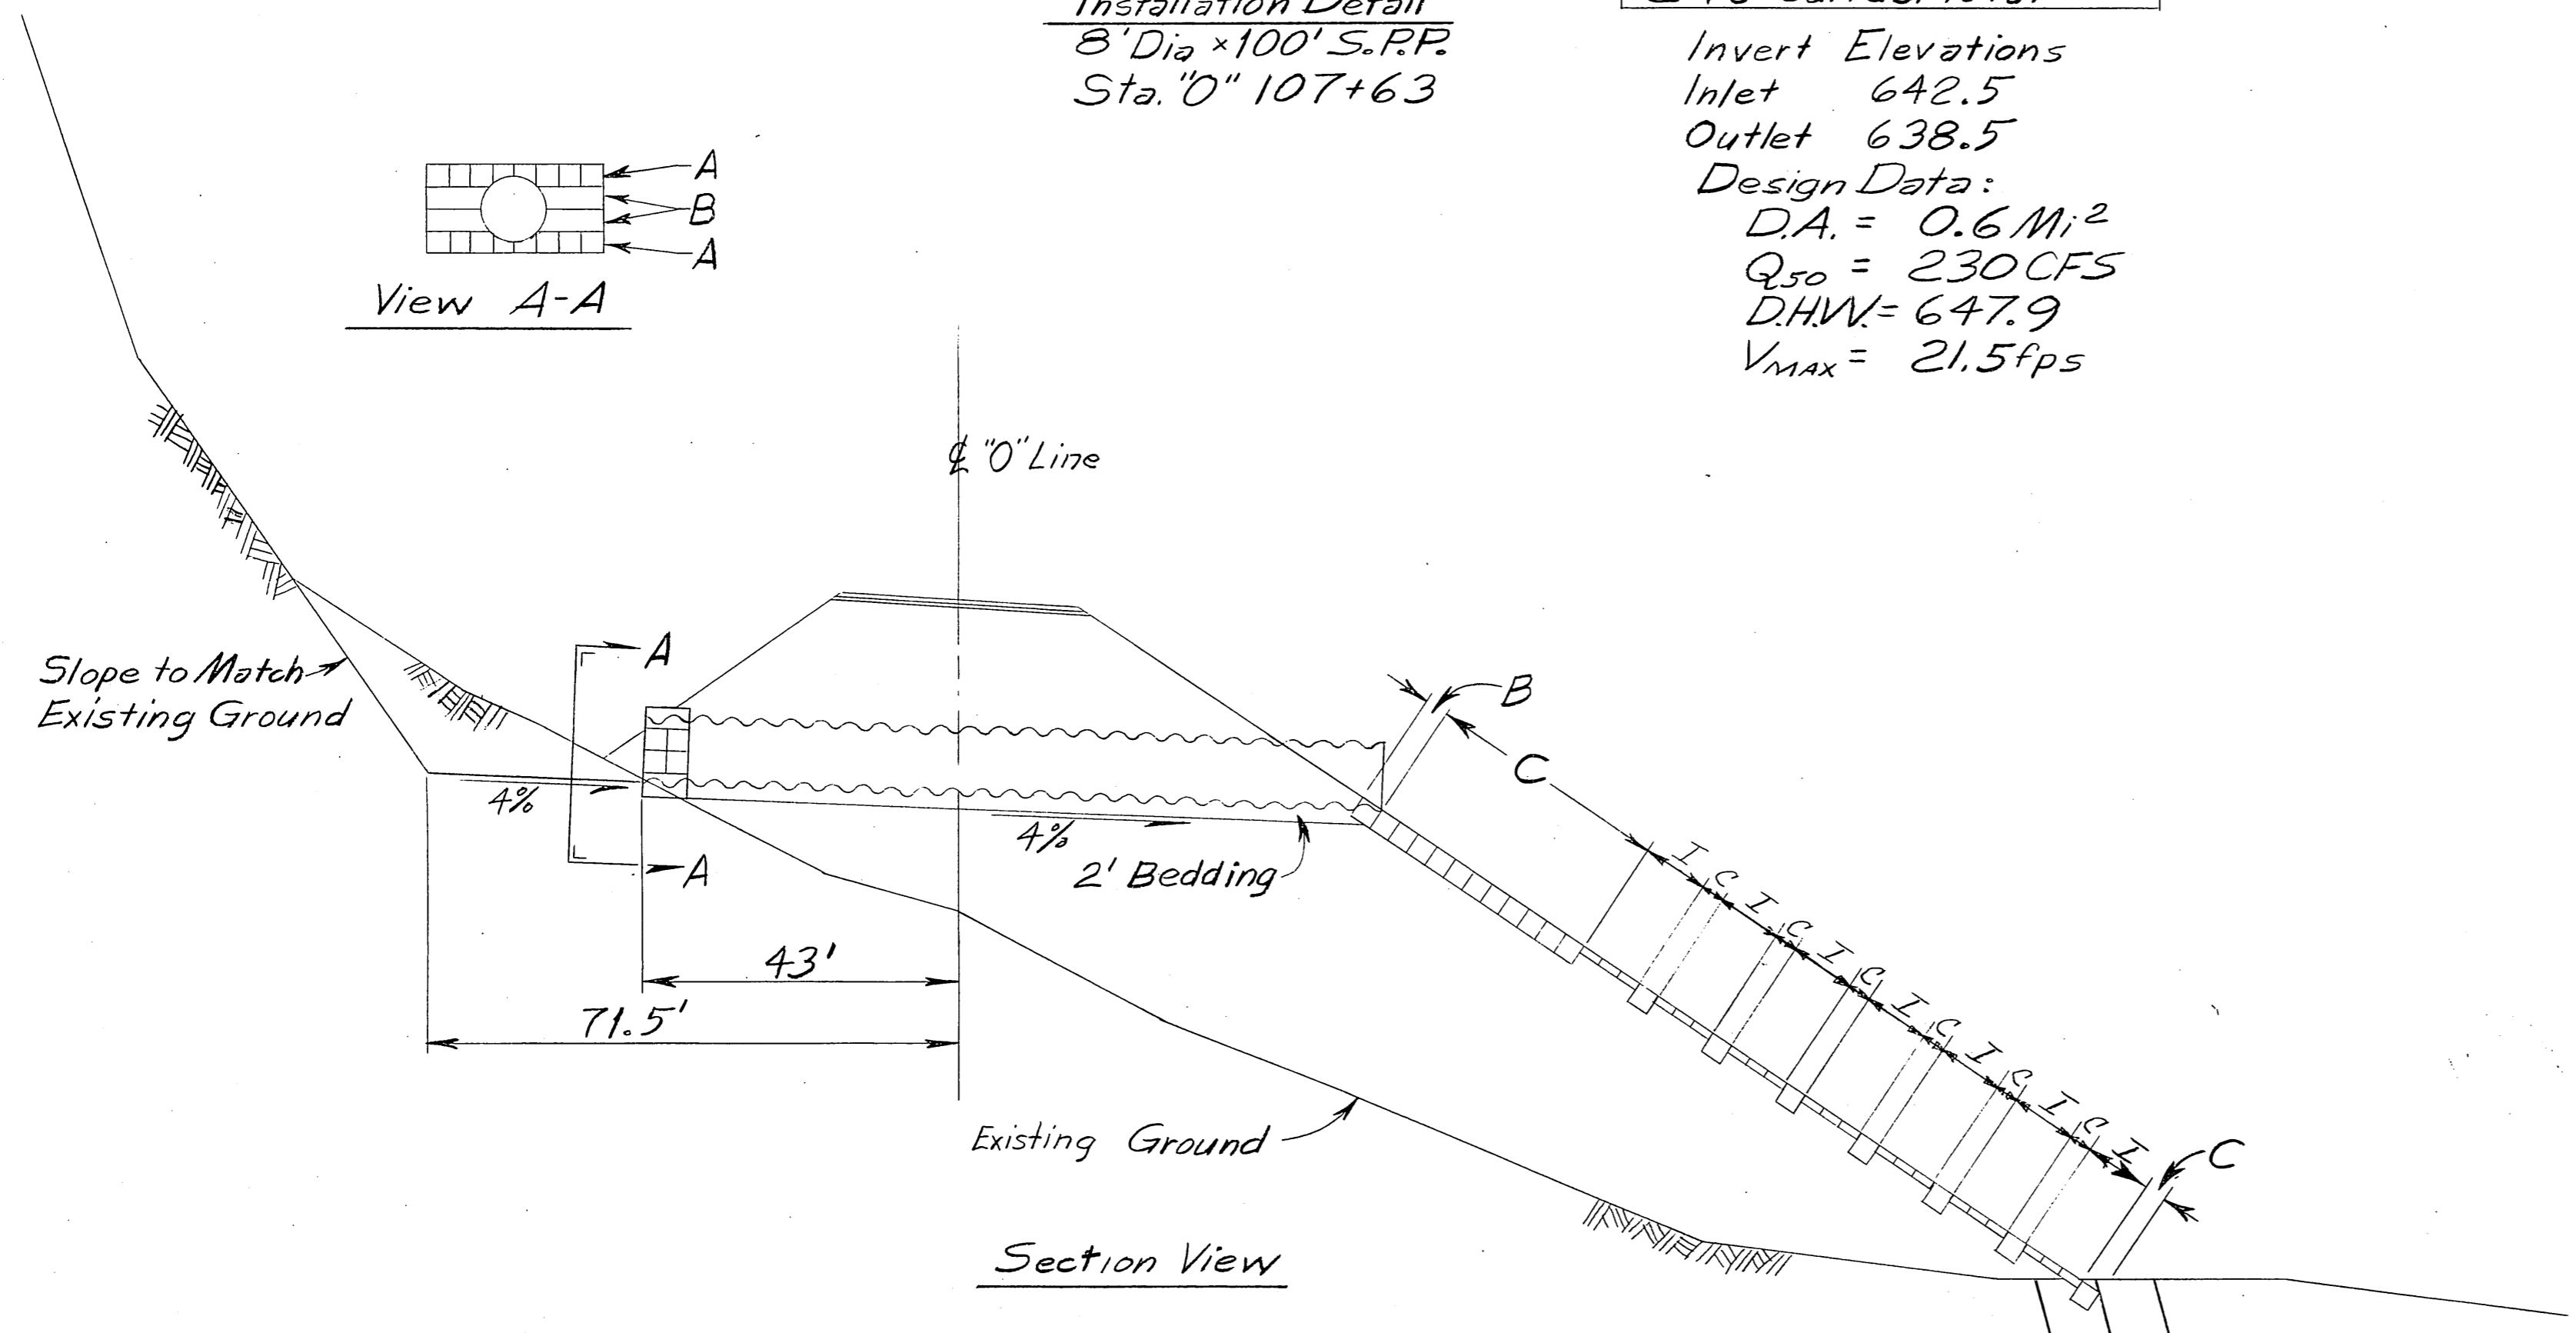 Installation Detail
8' Dia x 100' S.P.P.
Sta. "O" 107+63
Invert Elevations
Inlet 642.5
Outlet 638.5
Design Data:
D.A. = 0.6 Mi²
Q50 = 230 CFS
D.H.W. = 647.9
VMAX = 21.5 fps
A
B
A
View A-A
℄ "O" Line
Slope to Match
Existing Ground
A
A
4%
4%
2' Bedding
43'
71.5'
B
C
I
C
I
C
I
C
I
C
I
C
I
C
I
C
Existing Ground
Section View